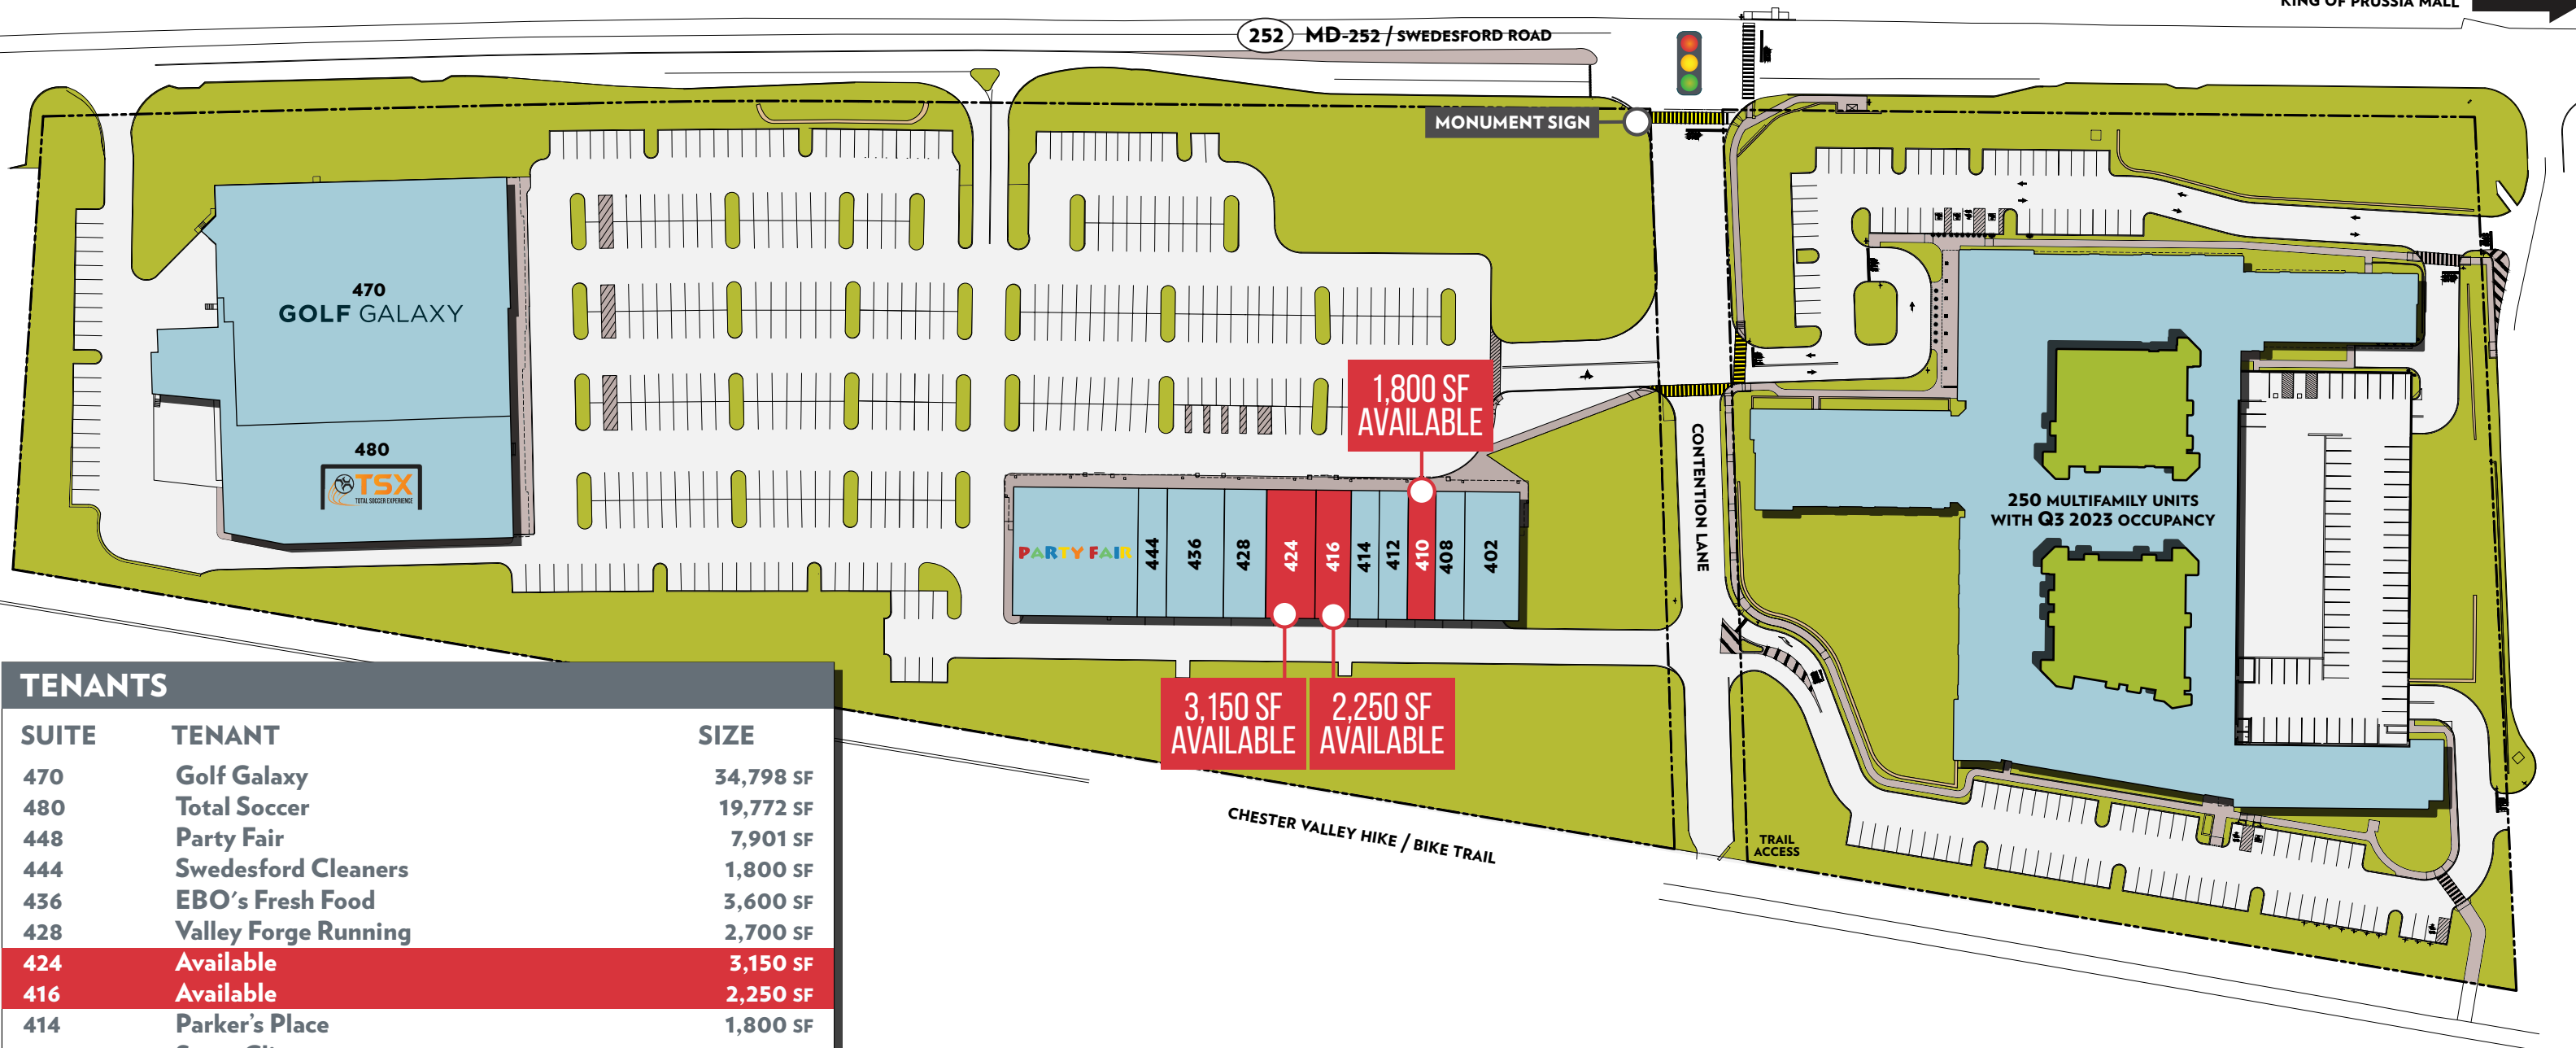 KING OF PRUSSIA MALL
252 MD-252 / SWEDESFORD ROAD
MONUMENT SIGN
470
GOLF GALAXY
1,800 SF
AVAILABLE
480
TSX
TOTAL SOCCER EXPERIENCE
CONTENTION LANE
250 MULTIFAMILY UNITS
WITH Q3 2023 OCCUPANCY
PARTY FAIR 444 436 428 424 416 414 412 410 408 402
3,150 SF
AVAILABLE
2,250 SF
AVAILABLE
CHESTER VALLEY HIKE / BIKE TRAIL
TRAIL
ACCESS
TENANTS
SUITE TENANT SIZE
470 Golf Galaxy 34,798 SF
480 Total Soccer 19,772 SF
448 Party Fair 7,901 SF
444 Swedesford Cleaners 1,800 SF
436 EBO's Fresh Food 3,600 SF
428 Valley Forge Running 2,700 SF
424 Available 3,150 SF
416 Available 2,250 SF
414 Parker's Place 1,800 SF